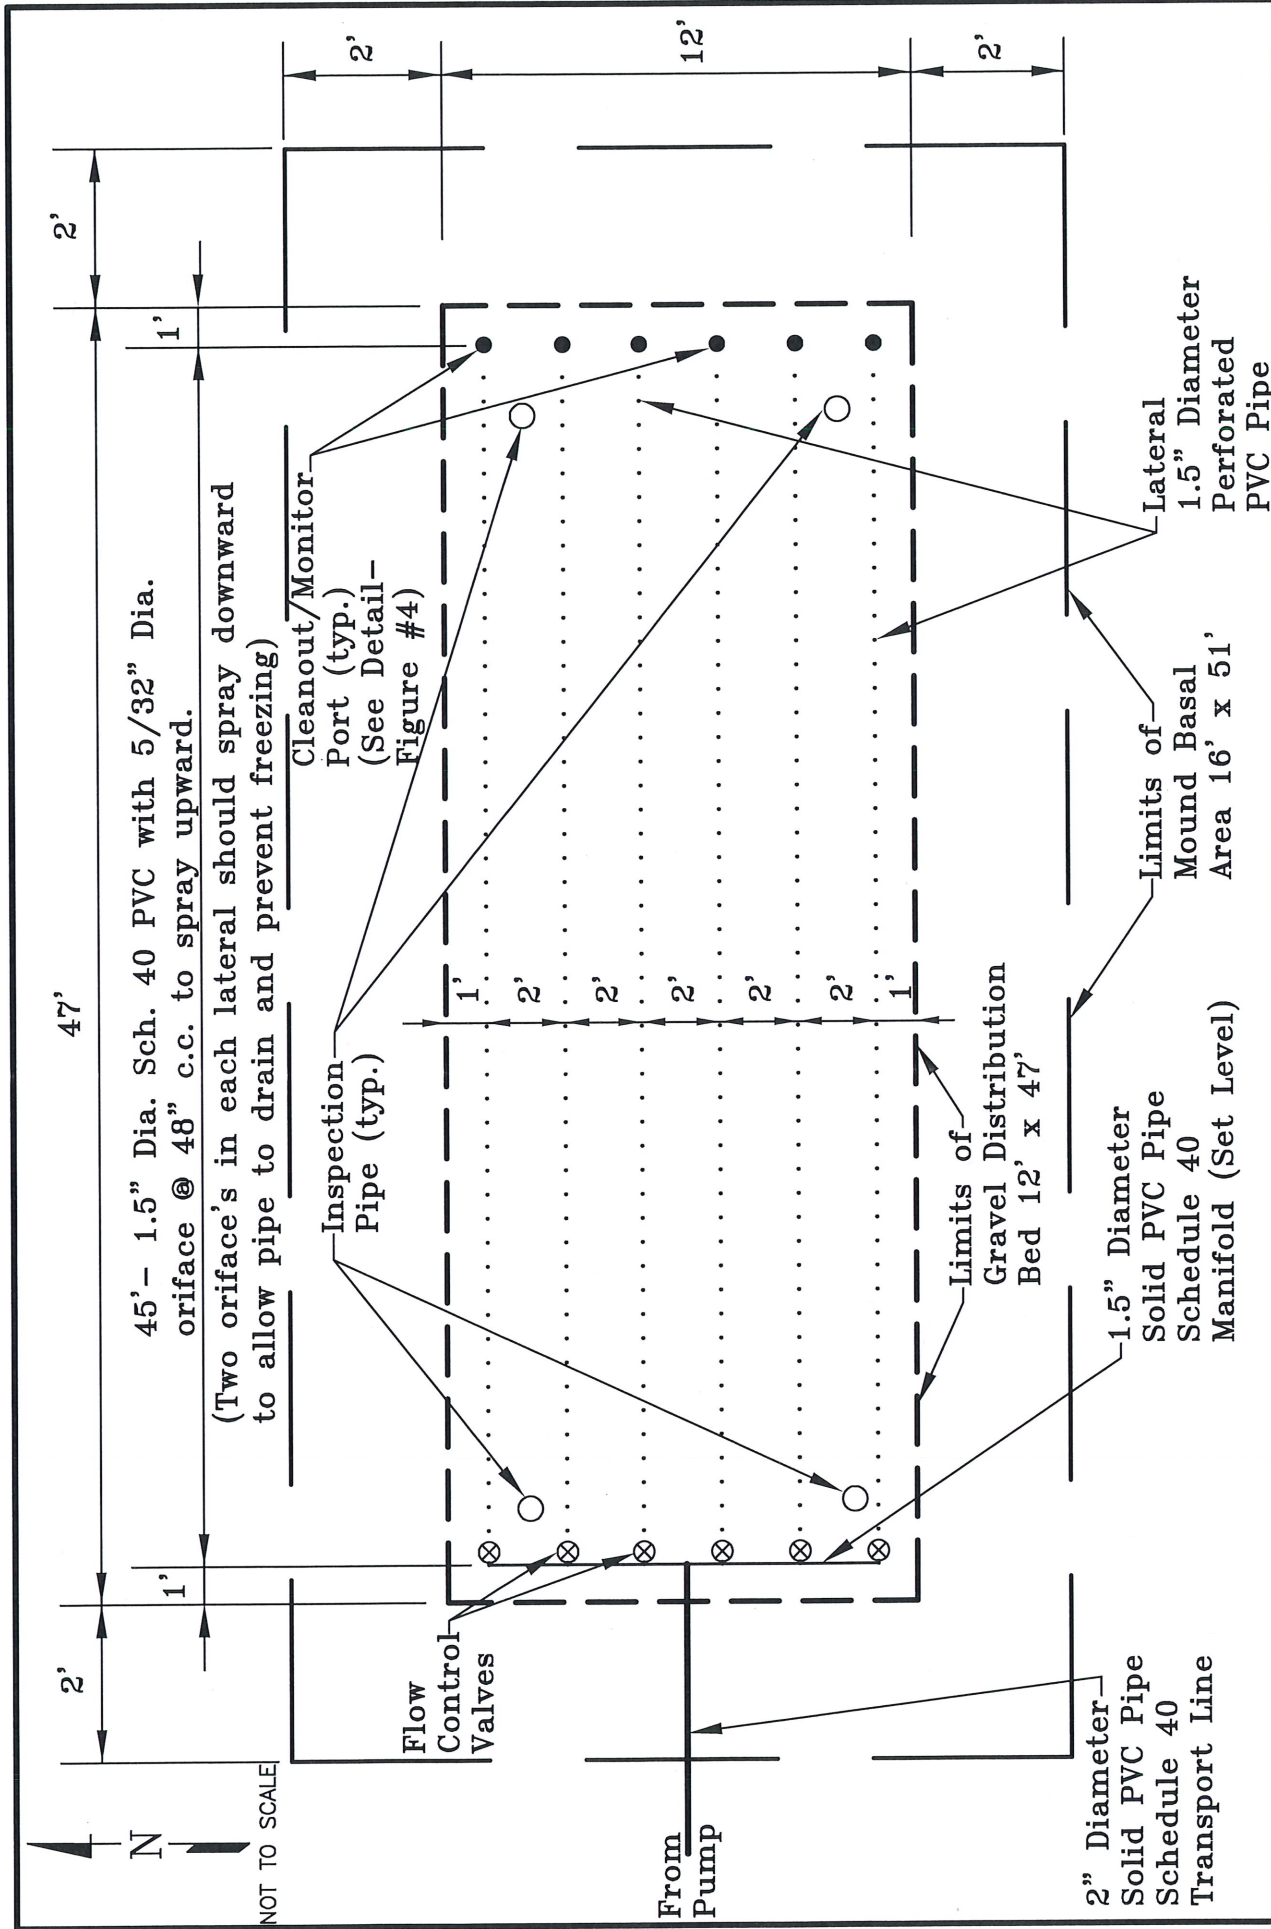 47'
2'
2'
1'
1'
45'– 1.5" Dia. Sch. 40 PVC with 5/32" Dia.
oriface @ 48" c.c. to spray upward.
(Two oriface's in each lateral should spray downward
to allow pipe to drain and prevent freezing)
N
NOT TO SCALE
2'
12'
2'
Flow
Control
Valves
Inspection
Pipe (typ.)
Cleanout/Monitor
Port (typ.)
(See Detail–
Figure #4)
1'
2'
2'
2'
2'
2'
1'
From
Pump
2" Diameter
Solid PVC Pipe
Schedule 40
Transport Line
1.5" Diameter
Solid PVC Pipe
Schedule 40
Manifold (Set Level)
Limits of
Gravel Distribution
Bed 12' x 47'
Limits of
Mound Basal
Area 16' x 51'
Lateral
1.5" Diameter
Perforated
PVC Pipe